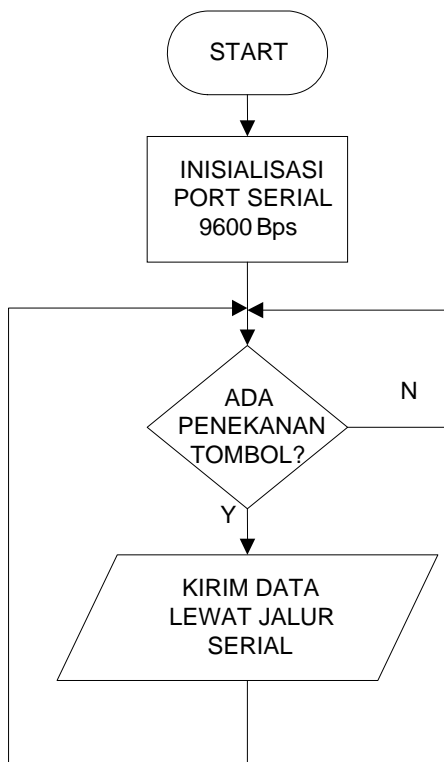 START
INISIALISASI
PORT SERIAL
9600 Bps
ADA
PENEKANAN
TOMBOL?
N
Y
KIRIM DATA
LEWAT JALUR
SERIAL